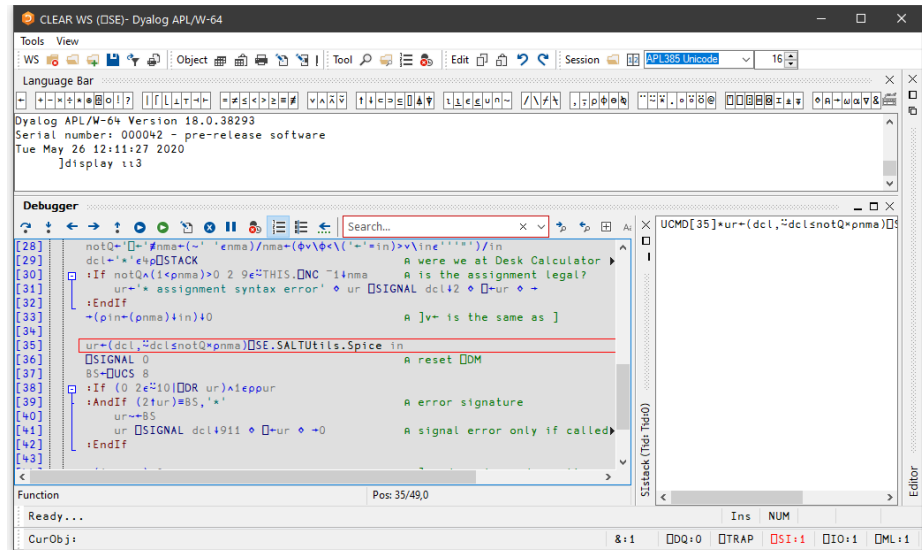 CLEAR WS (⎕SE)- Dyalog APL/W-64
Tools View
WS Object Tool Edit Session APL385 Unicode 16
Language Bar
Dyalog APL/W-64 Version 18.0.38293
Serial number: 000042 - pre-release software
Tue May 26 12:11:27 2020
]display ⍳⍳3
Debugger
Search...
[28] notQ←'⎕←'≢nma←(~' '∊nma)/nma←(⌽∨\⌽<\('←'=in)>∨\in∊'''"')/in
[29] dcl←'*'∊4⍴⎕STACK ⍝ were we at Desk Calculator
[30] :If notQ∧(1<⍴nma)>0 2 9∊⍨THIS.⎕NC ¯1↓nma ⍝ is the assignment legal?
[31] ur←'* assignment syntax error' ⋄ ur ⎕SIGNAL dcl↓2 ⋄ ⎕←ur ⋄ →
[32] :EndIf
[33] →(⍴in←(⍴nma)↓in)↓0 ⍝ ]v← is the same as ]
[34]
[35] ur←(dcl,⍨dcl≤notQ×⍴nma)⎕SE.SALTUtils.Spice in
[36] ⎕SIGNAL 0 ⍝ reset ⎕DM
[37] BS←⎕UCS 8
[38] :If (0 2∊⍨10|⎕DR ur)∧1∊⍴⍴ur
[39] :AndIf (2↑ur)≡BS,'*' ⍝ error signature
[40] ur~←BS
[41] ur ⎕SIGNAL dcl↓911 ⋄ ⎕←ur ⋄ →0 ⍝ signal error only if called
[42] :EndIf
[43]
UCMD[35]*ur←(dcl,⍨dcl≤notQ×⍴nma)⎕S
SIstack (Tid: Tid:0)
Editor
Function Pos: 35/49,0
Ready... Ins NUM
CurObj: &:1 ⎕DQ:0 ⎕TRAP ⎕SI:1 ⎕IO:1 ⎕ML:1